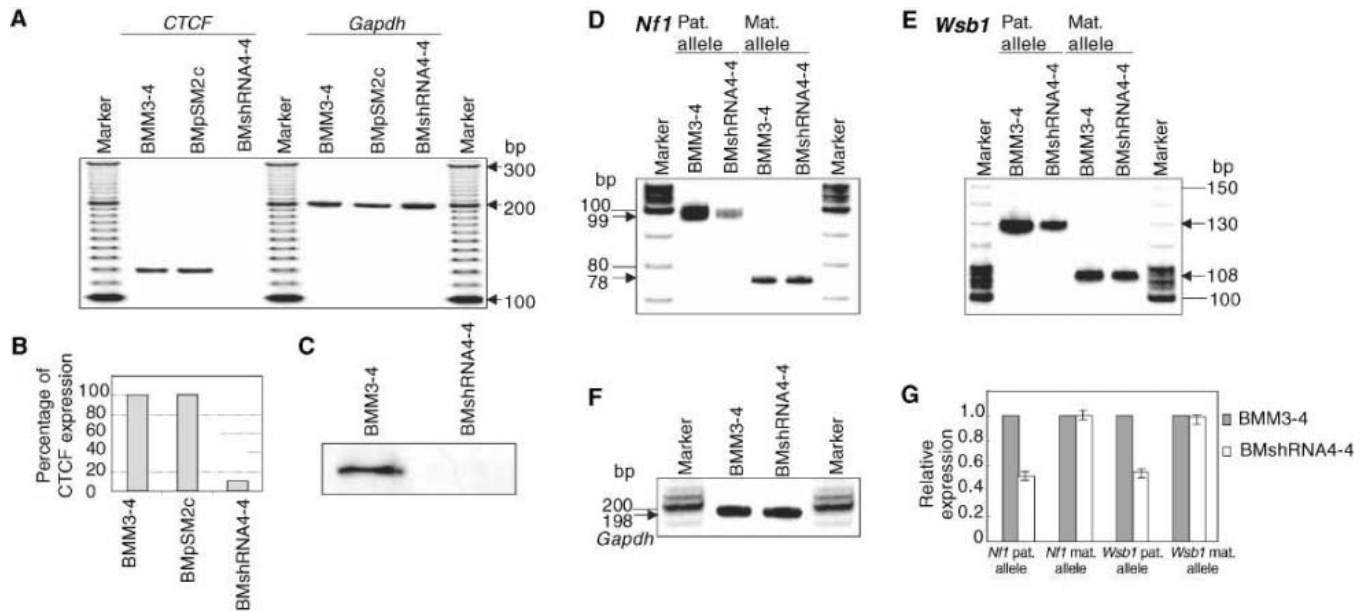 A
CTCF
Gapdh
Marker
BMM3-4
BMpSM2c
BMshRNA4-4
Marker
BMM3-4
BMpSM2c
BMshRNA4-4
Marker
bp
300
200
100
B
Percentage of
CTCF expression
100
80
60
40
20
0
BMM3-4
BMpSM2c
BMshRNA4-4
C
BMM3-4
BMshRNA4-4
D
Nf1
Pat.
allele
Mat.
allele
Marker
BMM3-4
BMshRNA4-4
BMM3-4
BMshRNA4-4
Marker
bp
100
99
80
78
E
Wsb1
Pat.
allele
Mat.
allele
Marker
BMM3-4
BMshRNA4-4
BMM3-4
BMshRNA4-4
Marker
bp
150
130
108
100
F
bp
Marker
BMM3-4
BMshRNA4-4
Marker
200
198
Gapdh
G
Relative
expression
1.0
0.6
0.4
0.2
0
Nf1 pat.
allele
Nf1 mat.
allele
Wsb1 pat.
allele
Wsb1 mat.
allele
BMM3-4
BMshRNA4-4